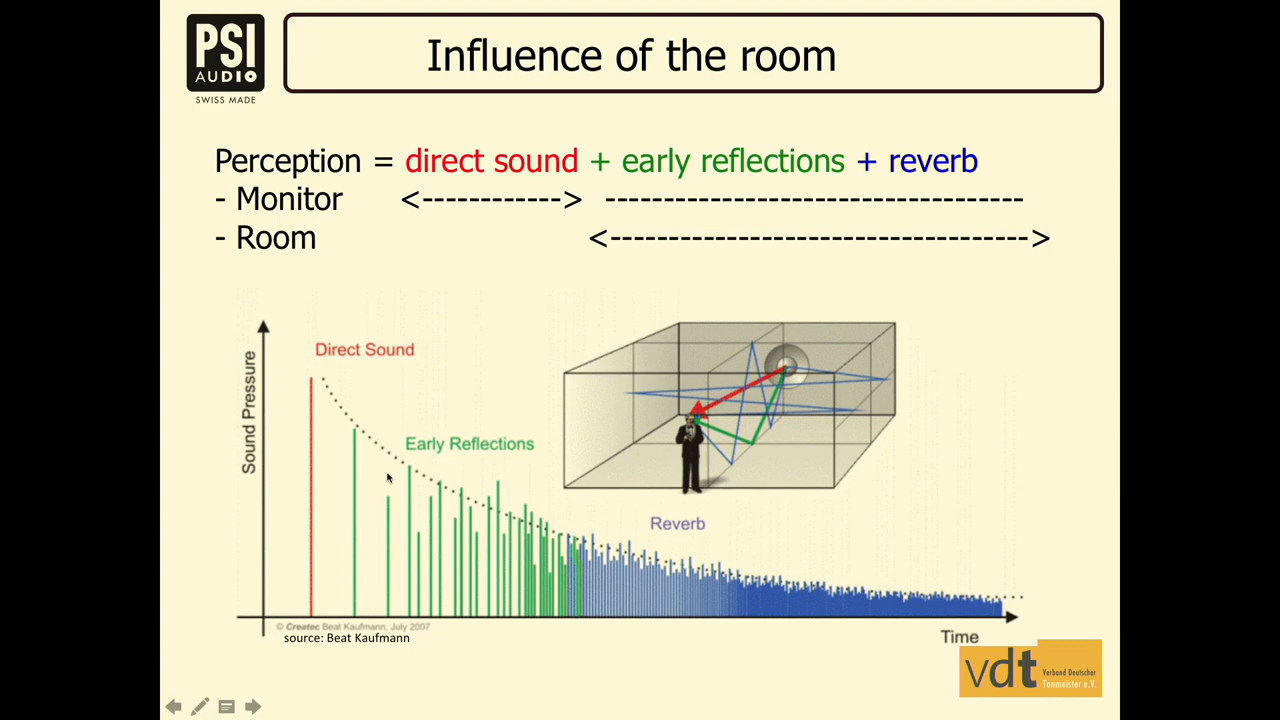 PSI
AUDIO
SWISS MADE
Influence of the room
Perception = direct sound + early reflections + reverb
- Monitor <------------> -----------------------------------
- Room <----------------------------------->
Sound Pressure
Direct Sound
Early Reflections
Reverb
© Createc Beat Kaufmann, July 2007
source: Beat Kaufmann
Time
vdt
Verband Deutscher
Tonmeister e.V.